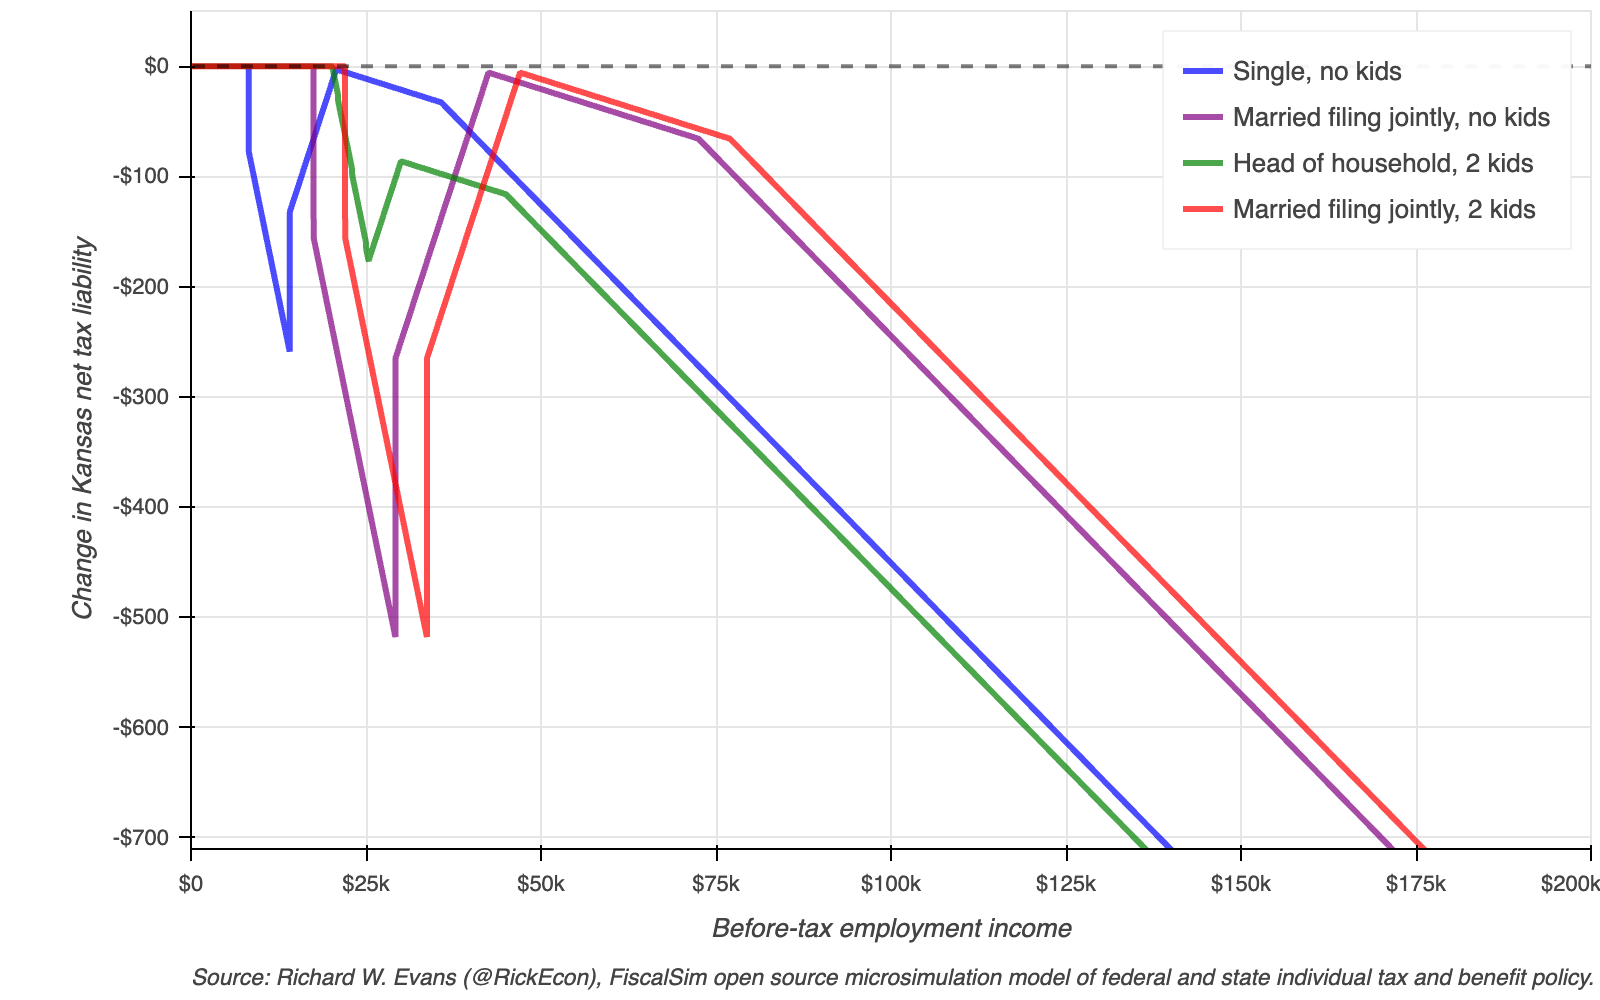 $0
-$100
-$200
-$300
-$400
-$500
-$600
-$700
Change in Kansas net tax liability
Single, no kids
Married filing jointly, no kids
Head of household, 2 kids
Married filing jointly, 2 kids
$0 $25k $50k $75k $100k $125k $150k $175k $200k
Before-tax employment income
Source: Richard W. Evans (@RickEcon), FiscalSim open source microsimulation model of federal and state individual tax and benefit policy.